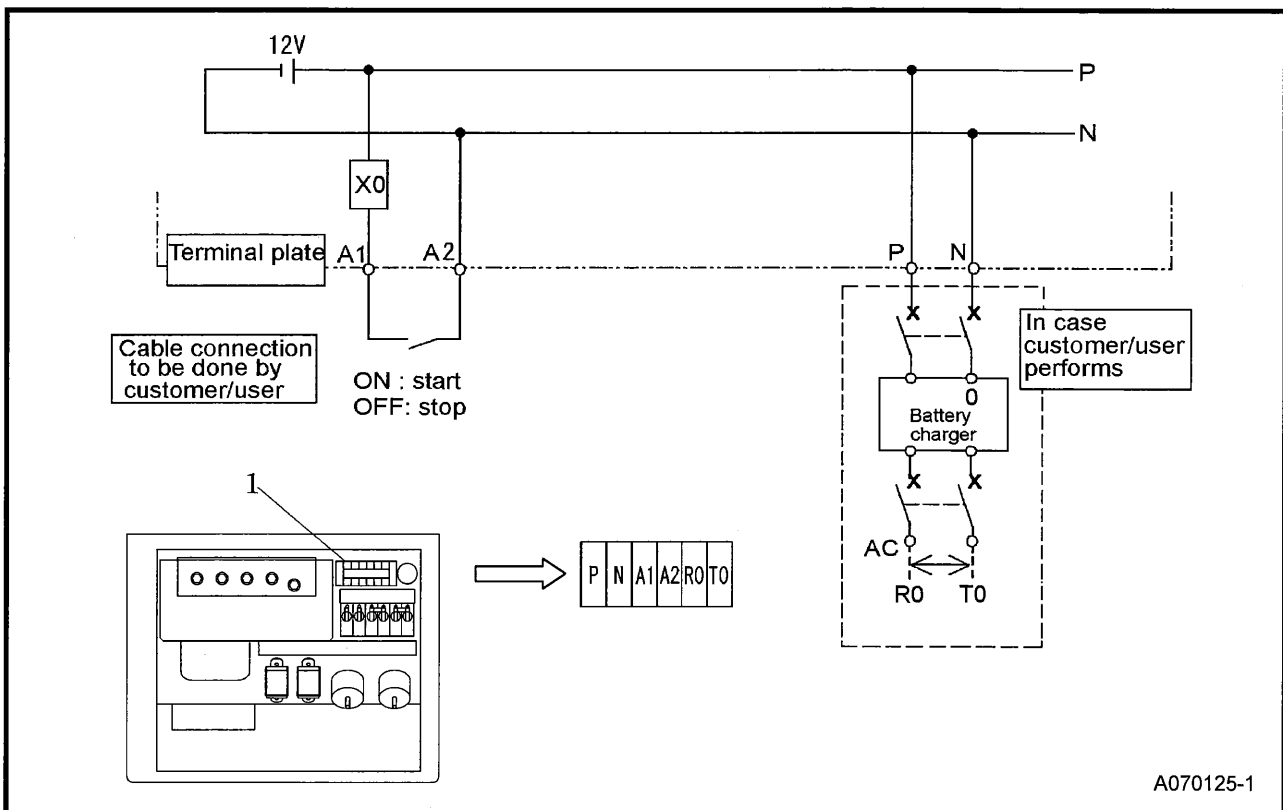 12V
P
N
X0
Terminal plate
A1
A2
P
N
Cable connection
to be done by
customer/user
ON : start
OFF: stop
In case
customer/user
performs
0
Battery
charger
AC
R0
T0
1
P N A1 A2 R0 T0
A070125-1